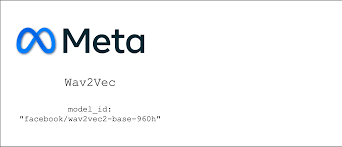 Meta
Wav2Vec
model_id:
"facebook/wav2vec2-base-960h"